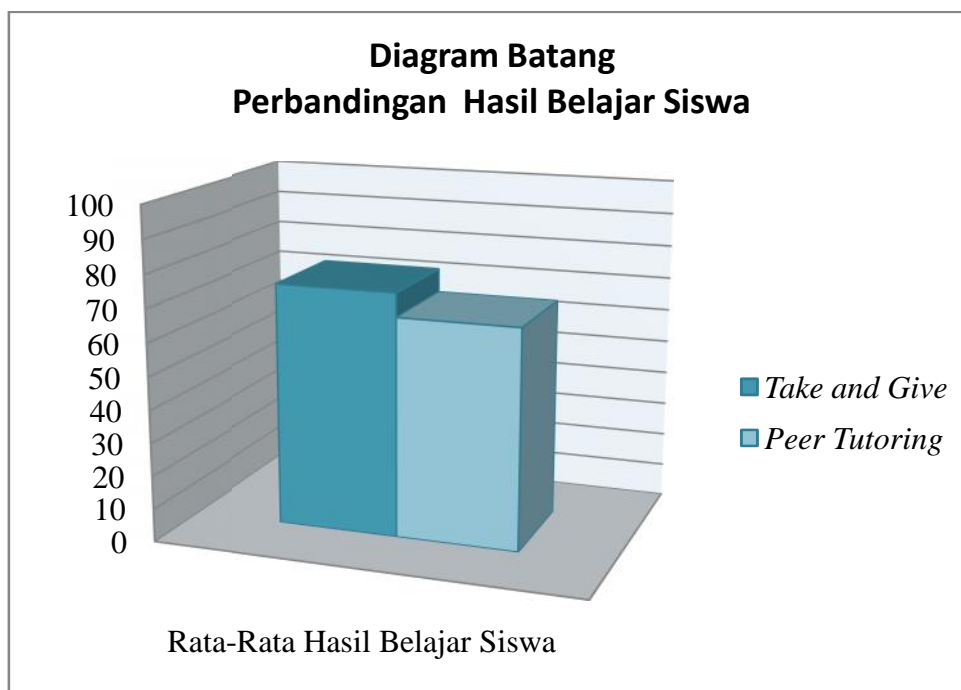 Diagram Batang
Perbandingan Hasil Belajar Siswa
100
90
80
70
60
50
40
30
20
10
0
Take and Give
Peer Tutoring
Rata-Rata Hasil Belajar Siswa